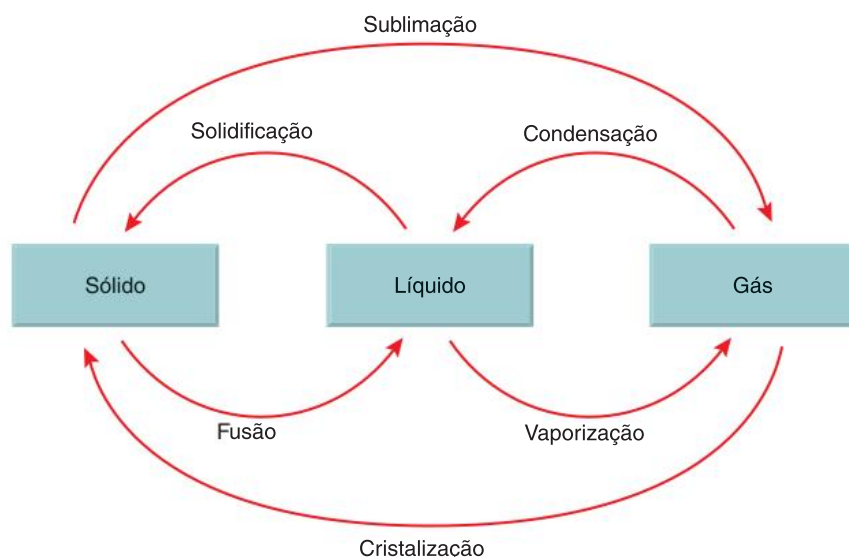 Sublimação
Solidificação
Condensação
Sólido
Líquido
Gás
Fusão
Vaporização
Cristalização